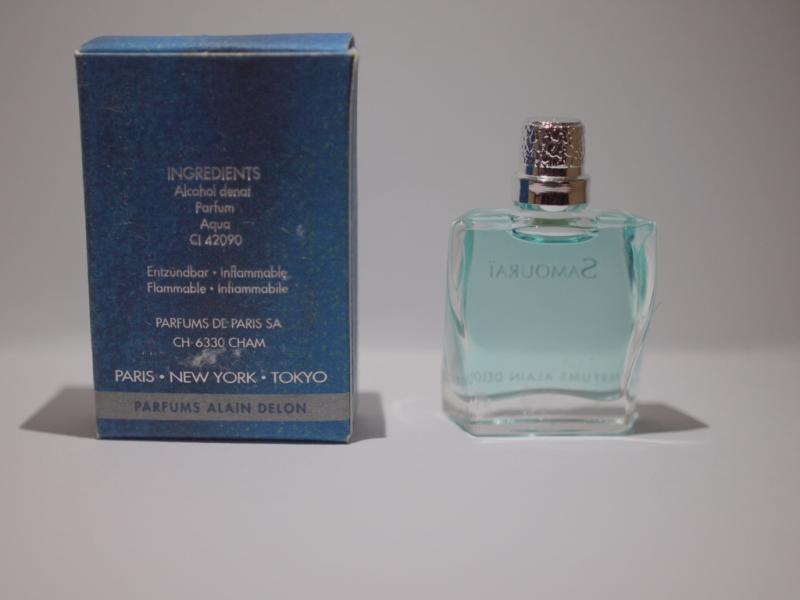 INGREDIENTS
Alcohol denat
Parfum
Aqua
CI 42090
Entzündbar • Inflammable
Flammable • Infiammabile
PARFUMS DE PARIS SA
CH-6330 CHAM
PARIS • NEW YORK • TOKYO
PARFUMS ALAIN DELON
SAMOURAÏ
PARFUMS ALAIN DELON